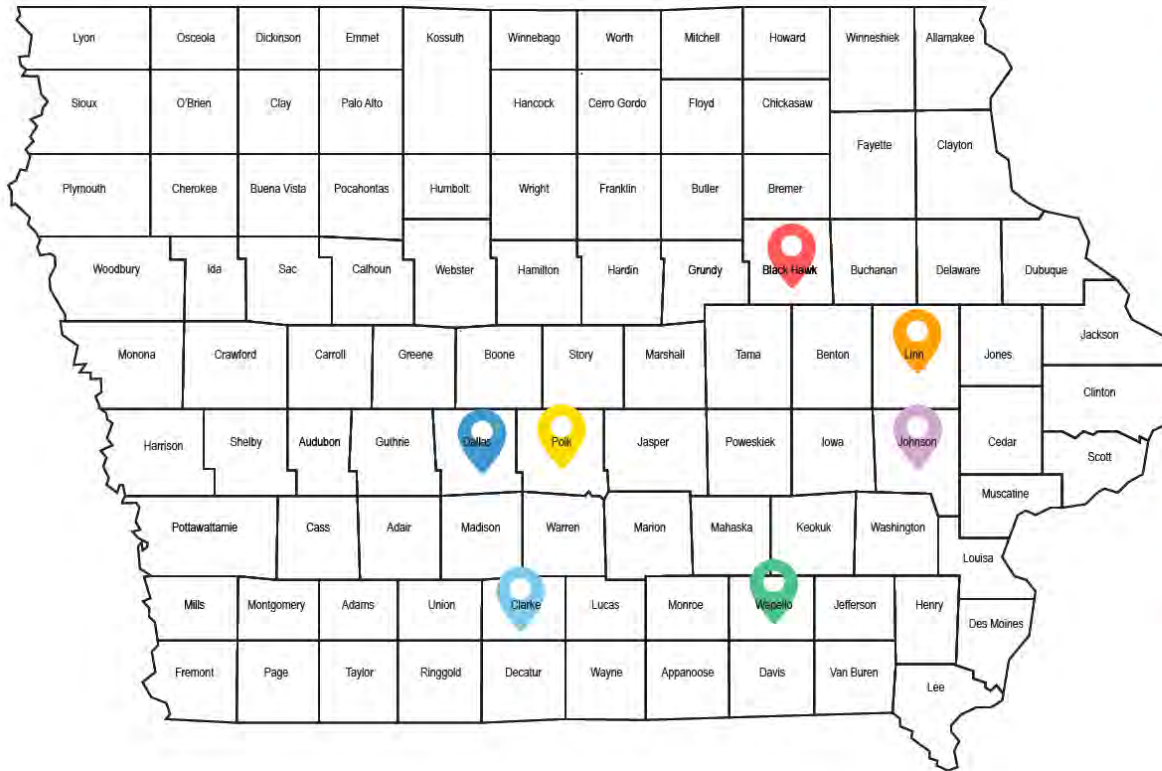 Lyon Osceola Dickinson Emmet Kossuth Winnebago Worth Mitchell Howard Winneshiek Allamakee
Sioux O'Brien Clay Palo Alto Hancock Cerro Gordo Floyd Chickasaw
Fayette Clayton
Plymouth Cherokee Buena Vista Pocahontas Humbolt Wright Franklin Butler Bremer
Woodbury Ida Sac Calhoun Webster Hamilton Hardin Grundy Black Hawk Buchanan Delaware Dubuque
Jackson
Monona Crawford Carroll Greene Boone Story Marshall Tama Benton Linn Jones
Clinton
Harrison Shelby Audubon Guthrie Dallas Polk Jasper Poweskiek Iowa Johnson Cedar Scott
Muscatine
Pottawattamie Cass Adair Madison Warren Marion Mahaska Keokuk Washington
Louisa
Mills Montgomery Adams Union Clarke Lucas Monroe Wapello Jefferson Henry
Des Moines
Fremont Page Taylor Ringgold Decatur Wayne Appanoose Davis Van Buren
Lee